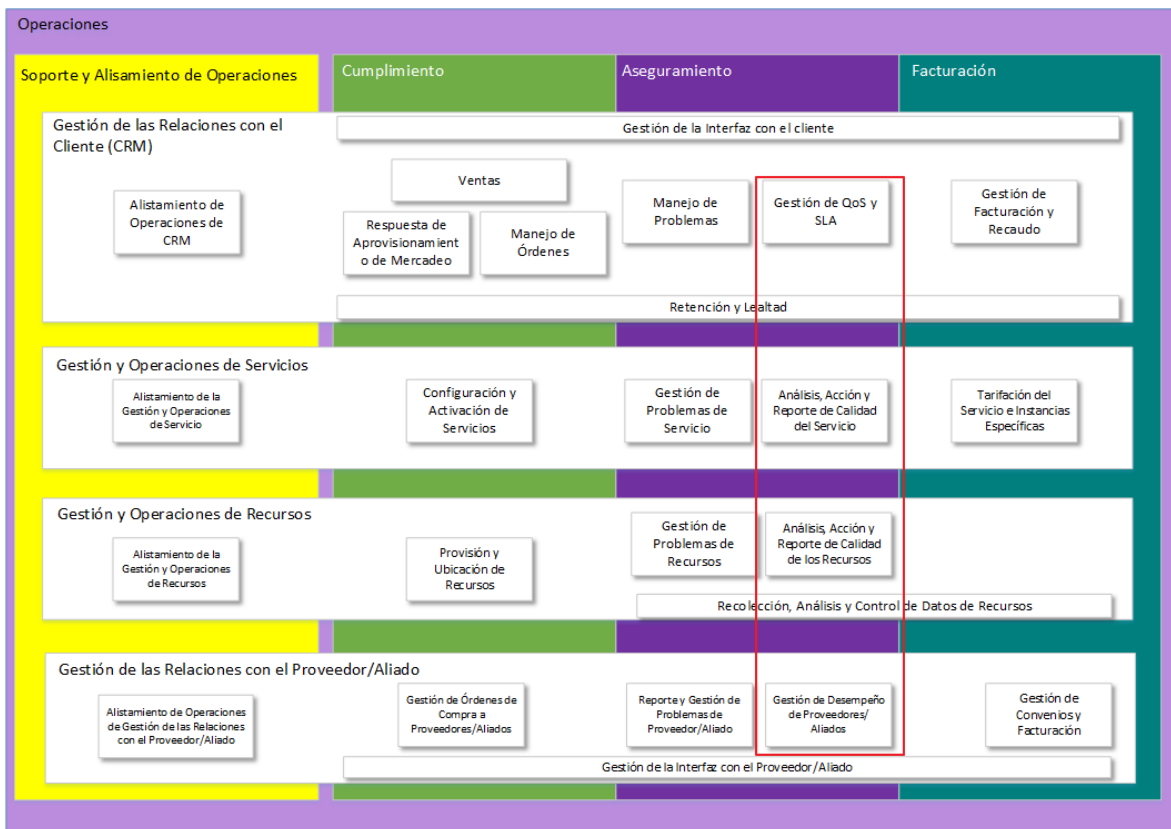 Operaciones
Soporte y Alisamiento de Operaciones
Cumplimiento
Aseguramiento
Facturación
Gestión de las Relaciones con el
Cliente (CRM)
Gestión de la Interfaz con el cliente
Alistamiento de
Operaciones de
CRM
Ventas
Respuesta de
Aprovisionamient
o de Mercadeo
Manejo de
Órdenes
Manejo de
Problemas
Gestión de QoS y
SLA
Gestión de
Facturación y
Recaudo
Retención y Lealtad
Gestión y Operaciones de Servicios
Alistamiento de la
Gestión y Operaciones
de Servicio
Configuración y
Activación de
Servicios
Gestión de
Problemas de
Servicio
Análisis, Acción y
Reporte de Calidad
del Servicio
Tarifación del
Servicio e Instancias
Específicas
Gestión y Operaciones de Recursos
Alistamiento de la
Gestión y Operaciones
de Recursos
Provisión y
Ubicación de
Recursos
Gestión de
Problemas de
Recursos
Análisis, Acción y
Reporte de Calidad
de los Recursos
Recolección, Análisis y Control de Datos de Recursos
Gestión de las Relaciones con el Proveedor/Aliado
Alistamiento de Operaciones
de Gestión de las Relaciones
con el Proveedor/Aliado
Gestión de Órdenes de
Compra a
Proveedores/Aliados
Reporte y Gestión de
Problemas de
Proveedor/Aliado
Gestión de Desempeño
de Proveedores/
Aliados
Gestión de
Convenios y
Facturación
Gestión de la Interfaz con el Proveedor/Aliado